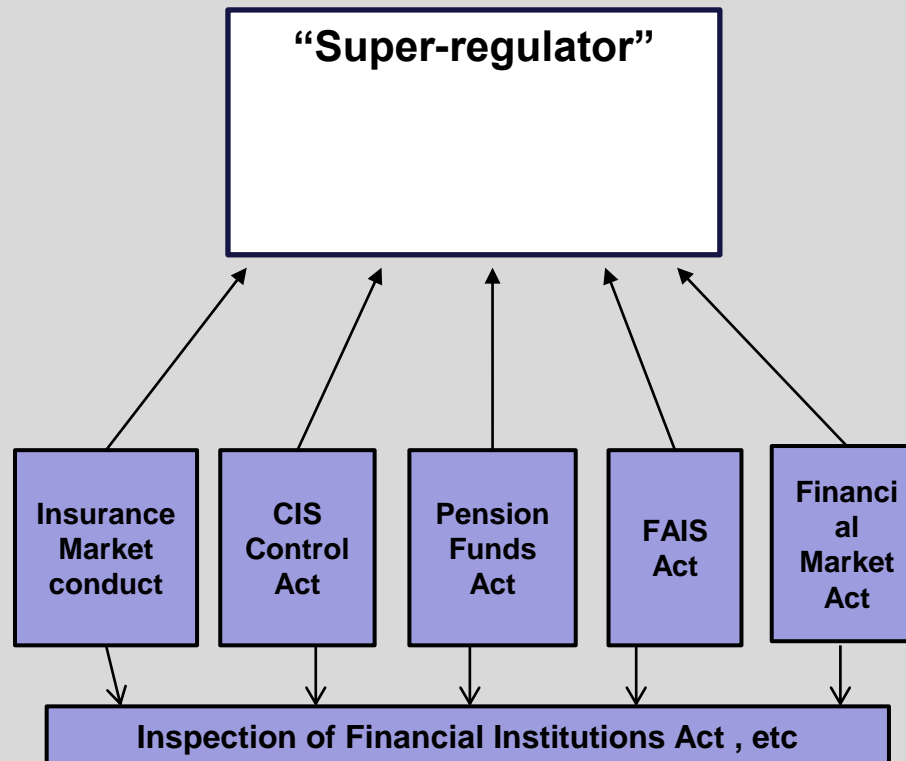 “Super-regulator”
Insurance
Market
conduct
CIS
Control
Act
Pension
Funds
Act
FAIS
Act
Financi
al
Market
Act
Inspection of Financial Institutions Act , etc